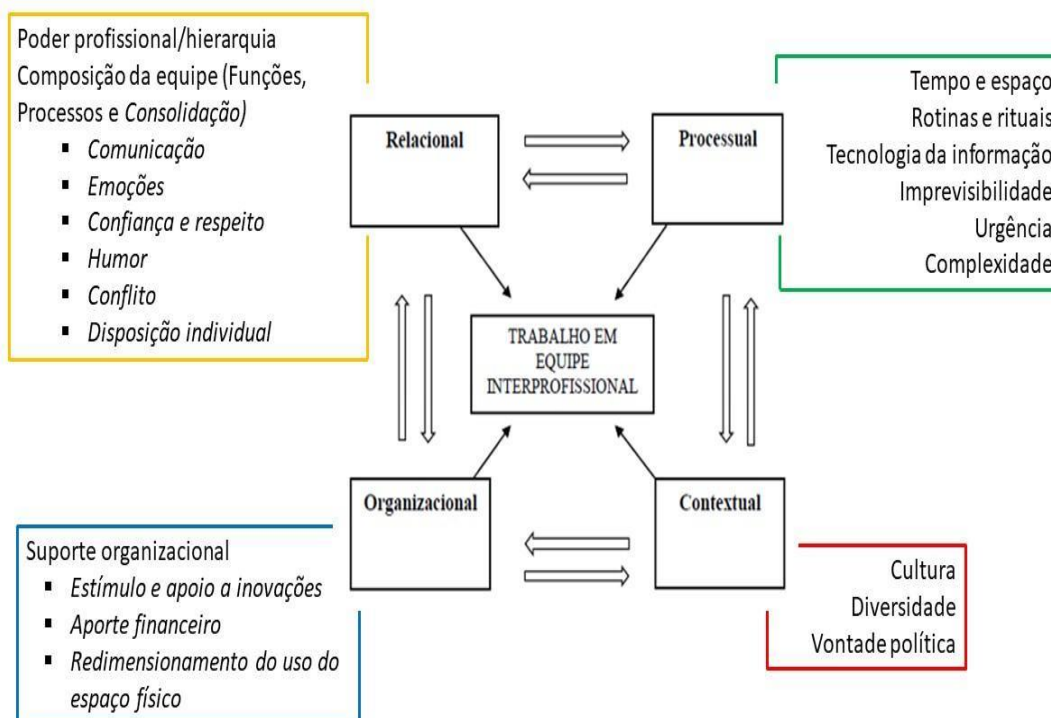 Poder profissional/hierarquia
Composição da equipe (Funções,
Processos e Consolidação)
▪ Comunicação
▪ Emoções
▪ Confiança e respeito
▪ Humor
▪ Conflito
▪ Disposição individual
Relacional
Processual
Tempo e espaço
Rotinas e rituais
Tecnologia da informação
Imprevisibilidade
Urgência
Complexidade
TRABALHO EM
EQUIPE
INTERPROFISSIONAL
Organizacional
Contextual
Suporte organizacional
▪ Estímulo e apoio a inovações
▪ Aporte financeiro
▪ Redimensionamento do uso do
espaço físico
Cultura
Diversidade
Vontade política